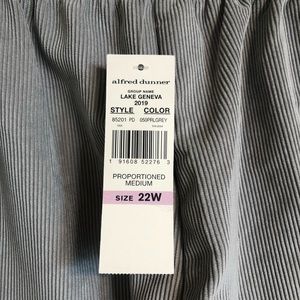 alfred dunner
GROUP NAME
LAKE GENEVA
2019
STYLE COLOR
85201 PD 050PRLGREY
1 91608 52276 3
PROPORTIONED
MEDIUM
SIZE 22W